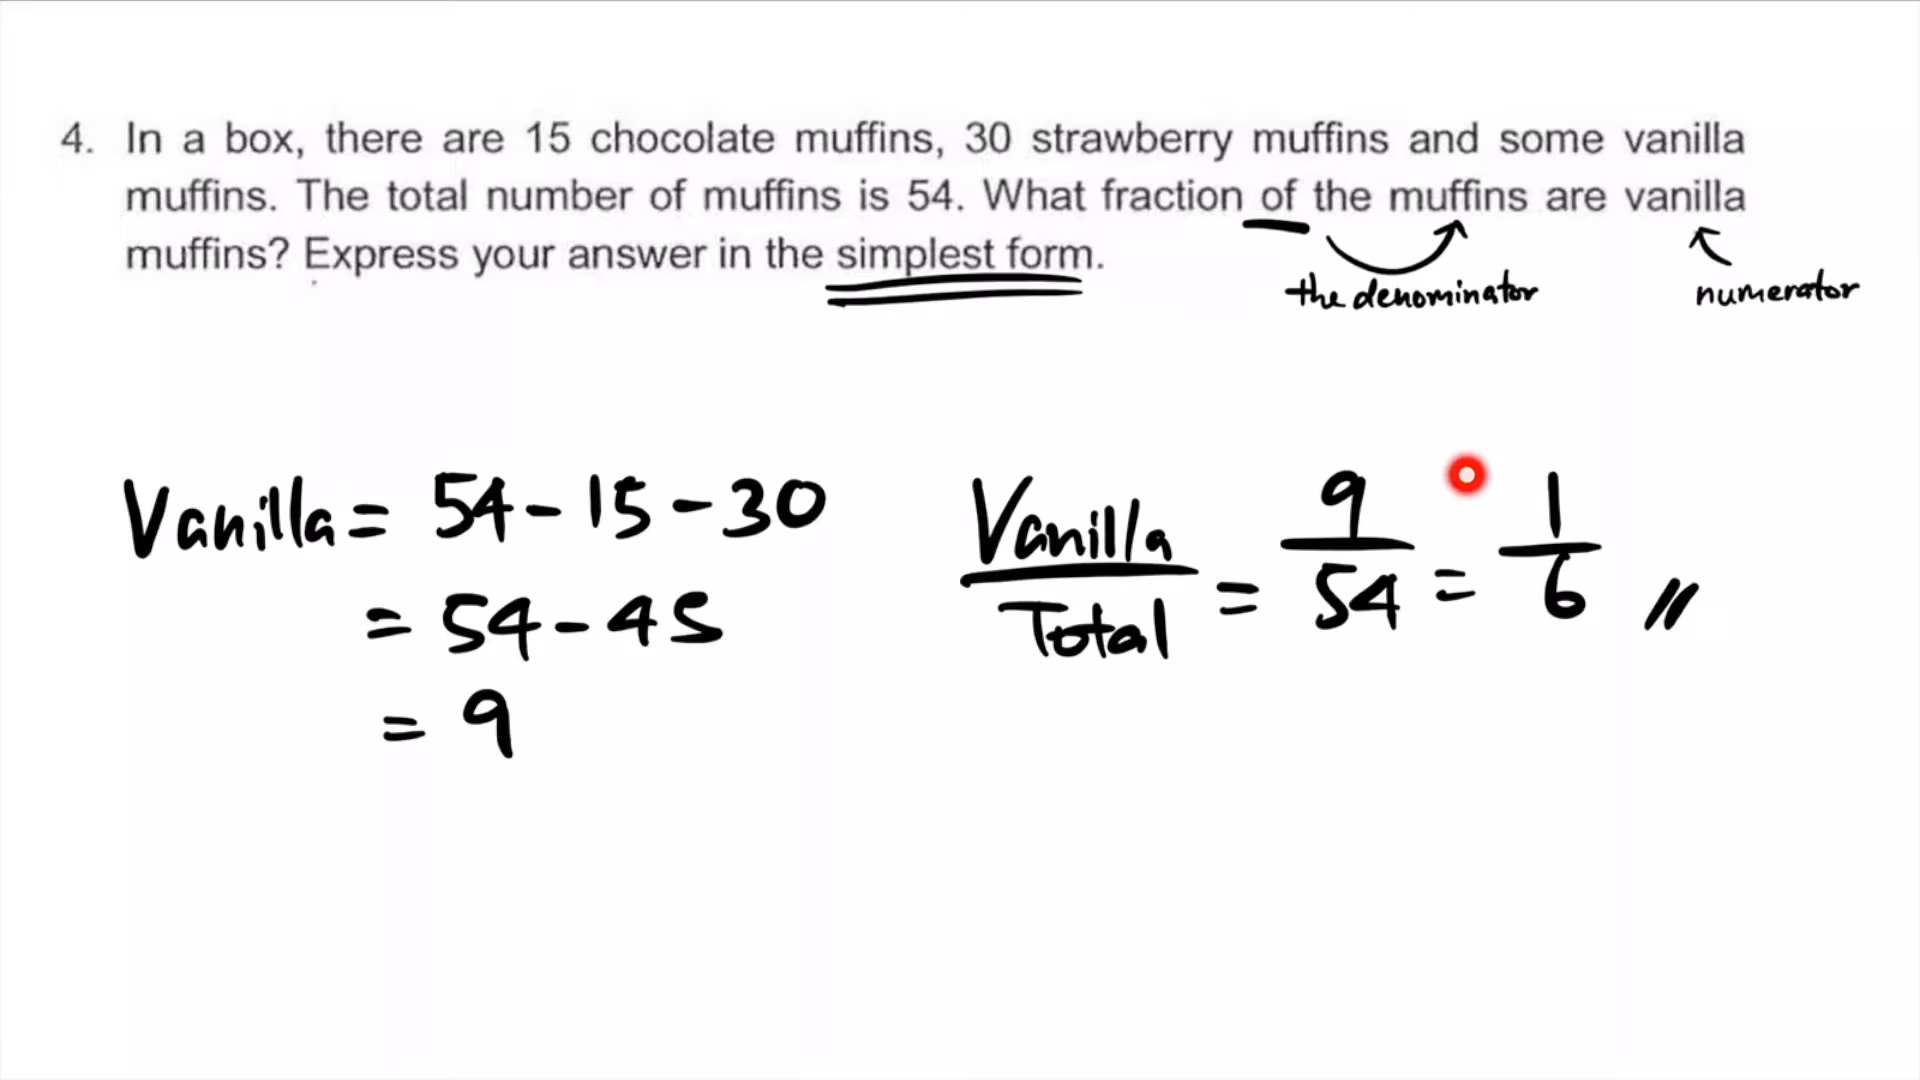 4. In a box, there are 15 chocolate muffins, 30 strawberry muffins and some vanilla
muffins. The total number of muffins is 54. What fraction of the muffins are vanilla
muffins? Express your answer in the simplest form.
the denominator
numerator
Vanilla = 54 - 15 - 30
= 54 - 45
= 9
Vanilla/Total = 9/54 = 1/6 //